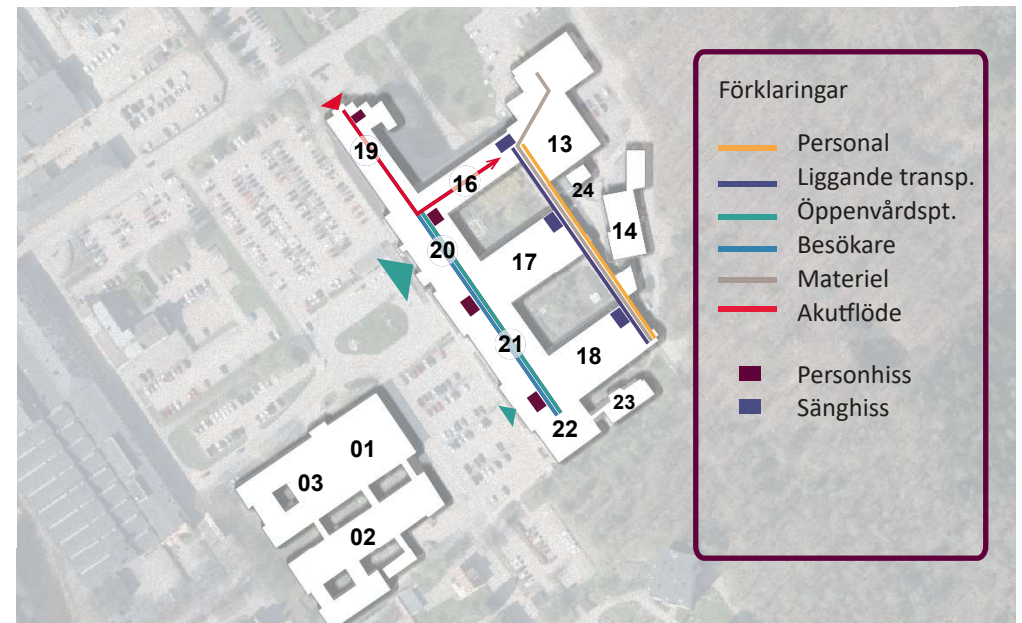 Förklaringar
Personal
Liggande transp.
Öppenvårdspt.
Besökare
Materiel
Akutflöde
Personhiss
Sänghiss
13
19
16
24
14
20
17
21
18
23
22
01
03
02